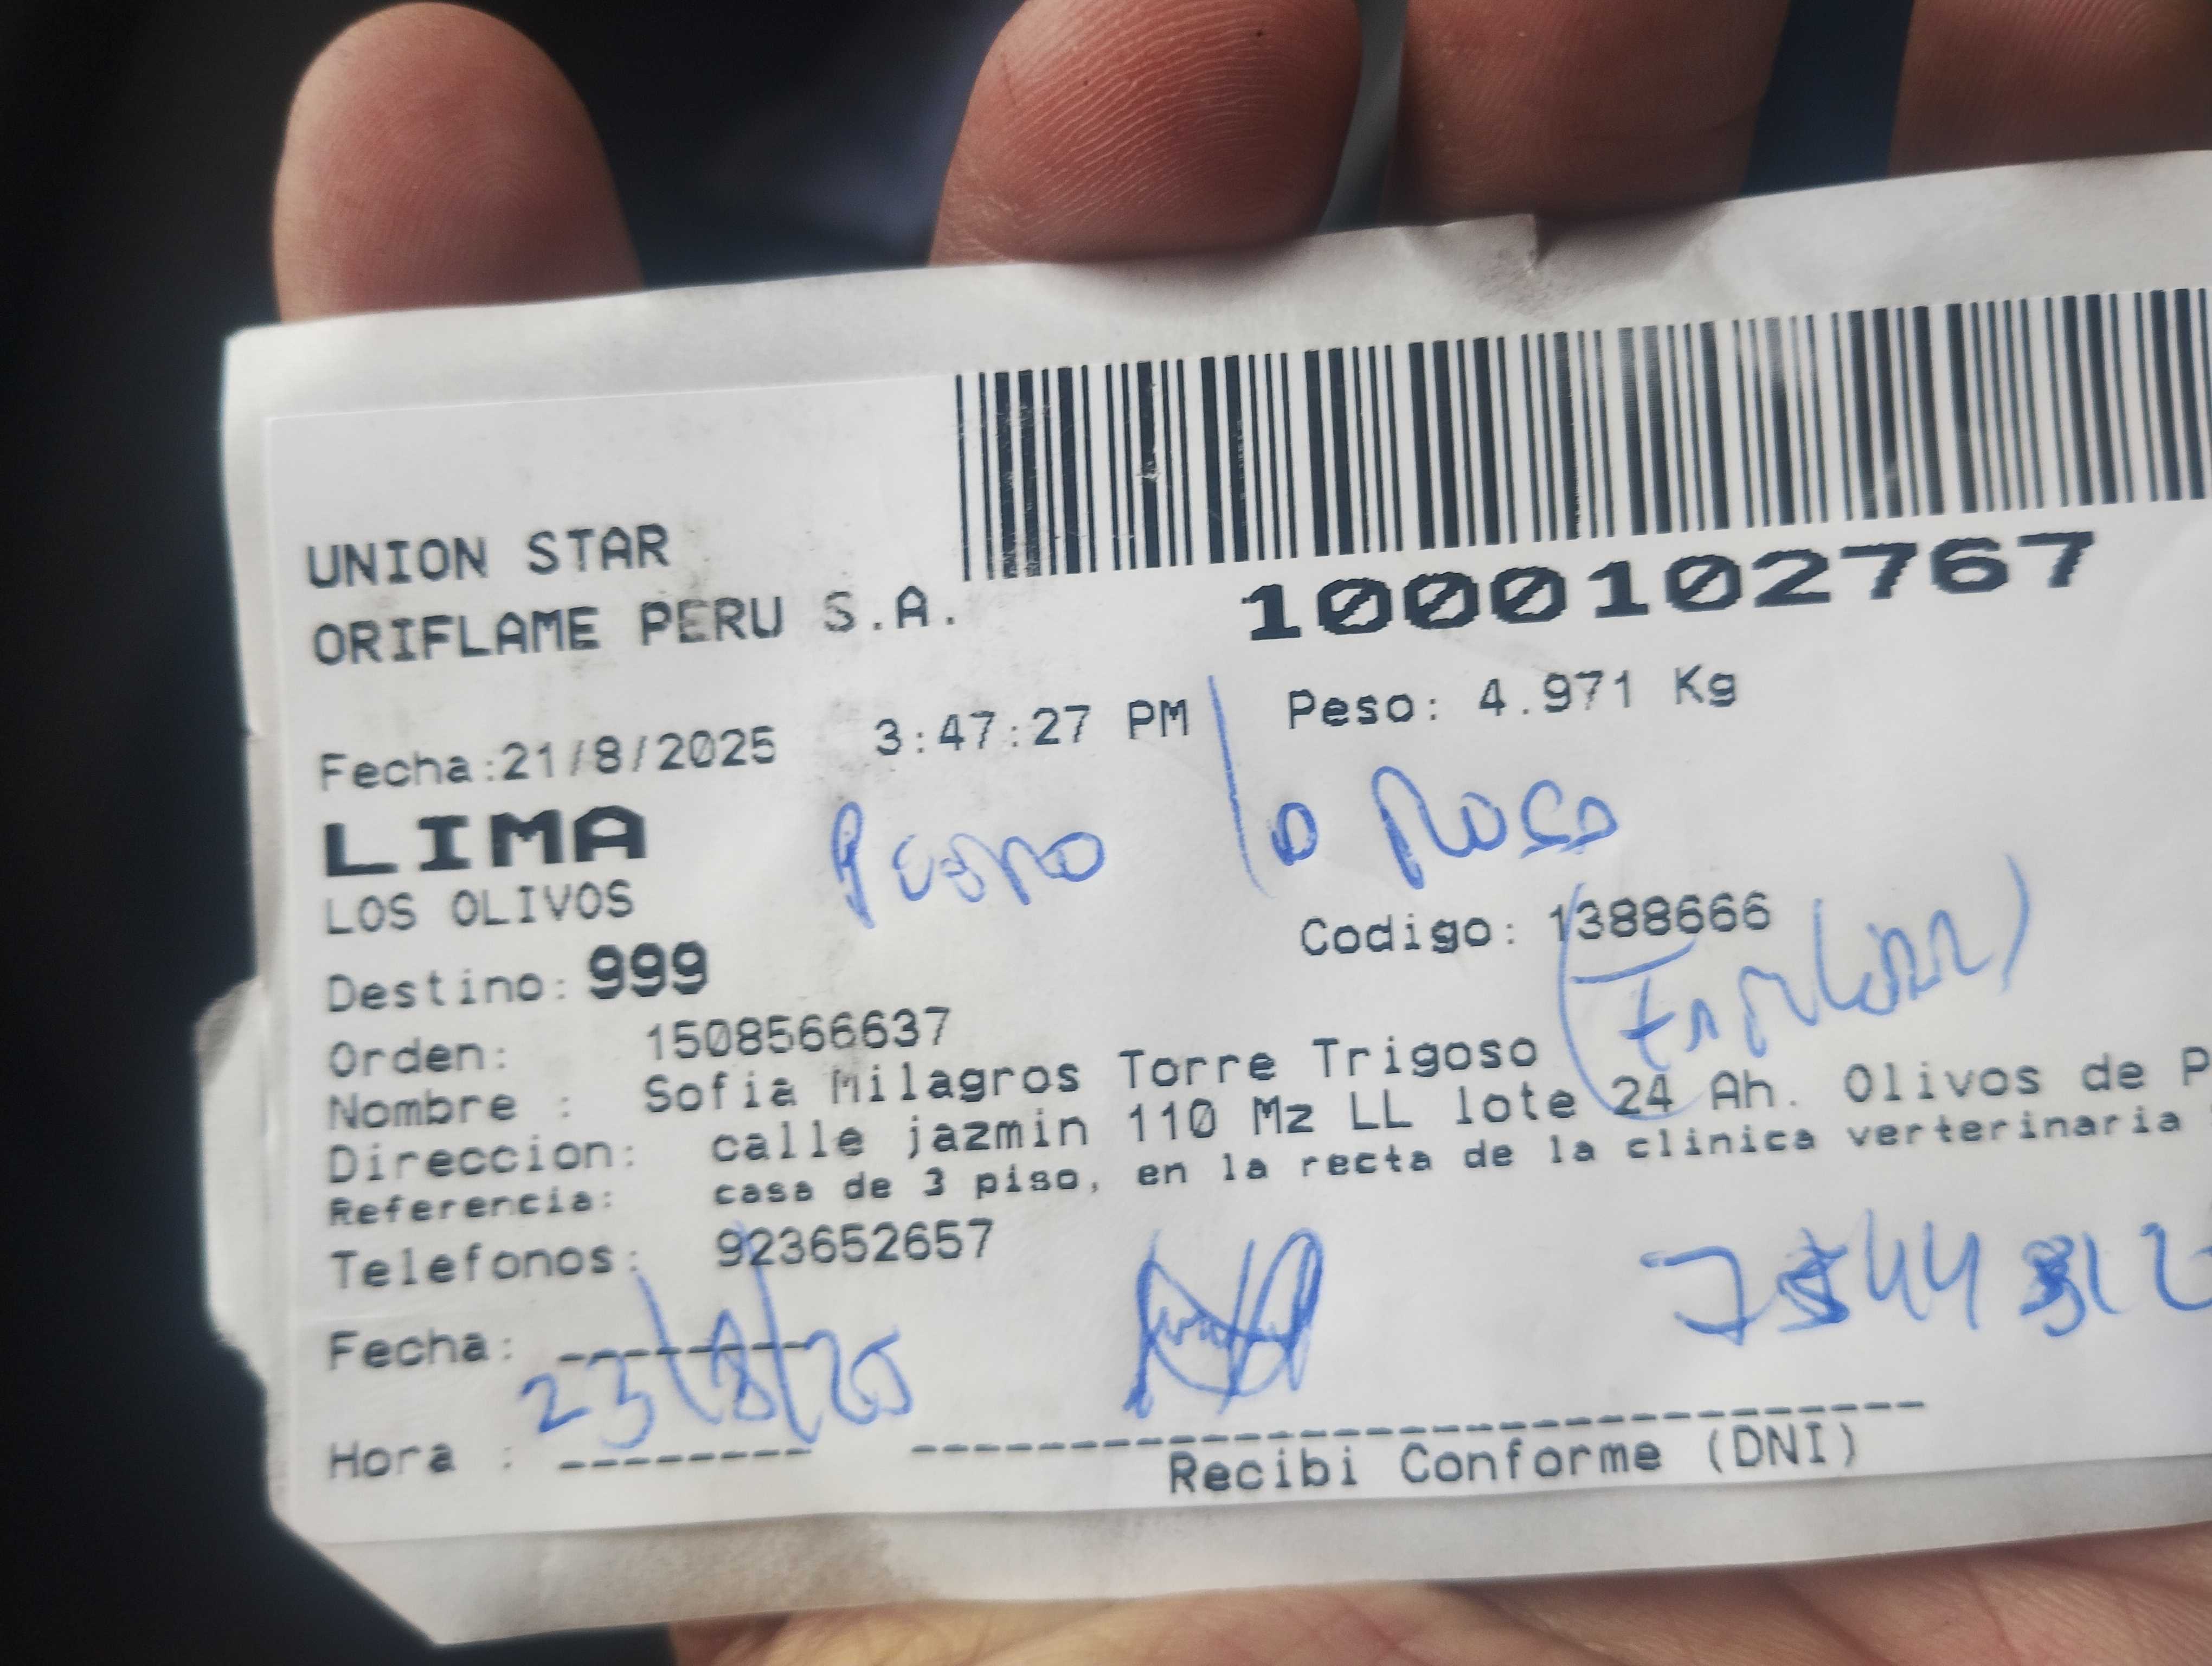 UNION STAR
ORIFLAME PERU S.A.
1000102767
Fecha:21/8/2025 3:47:27 PM Peso: 4.971 Kg
LIMA
Pedro la Rosa
LOS OLIVOS
Codigo: 1388666
Destino: 999
Orden: 1508566637
Nombre : Sofia Milagros Torre Trigoso
Direccion: calle jazmin 110 Mz LL lote 24 Ah. Olivos de P
Referencia: casa de 3 piso, en la recta de la clinica verterinaria
Telefonos: 923652657
Fecha: 23/8/25
Hora :
Recibi Conforme (DNI)